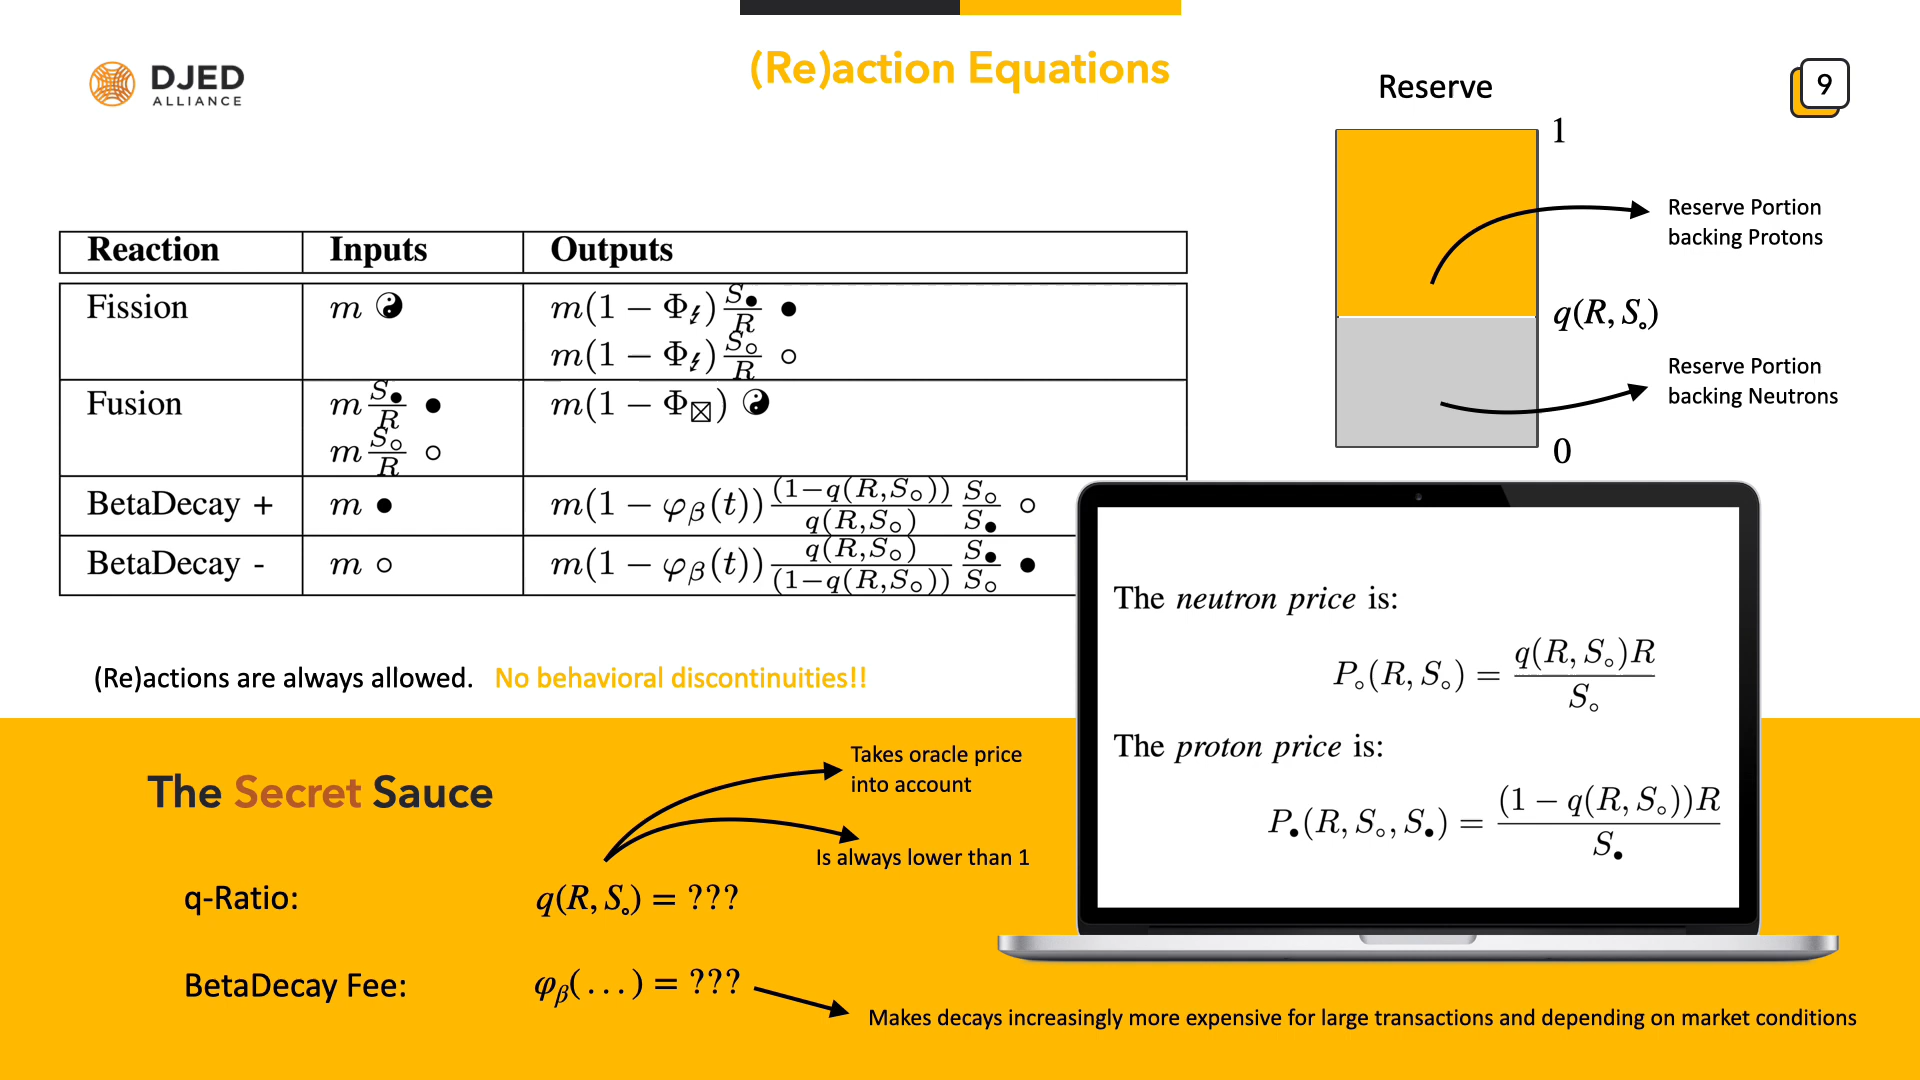 DJED
ALLIANCE
(Re)action Equations
9
Reserve
1
Reserve Portion
backing Protons
q(R, S∘)
Reserve Portion
backing Neutrons
0
Reaction Inputs Outputs
Fission m ☯ m(1 − Φ↯) S●/R ●
m(1 − Φ↯) S○/R ○
Fusion m S●/R ● m(1 − Φ⊠) ☯
m S○/R ○
BetaDecay + m ● m(1 − φβ(t)) (1−q(R,S○))/q(R,S○) S○/S● ○
BetaDecay - m ○ m(1 − φβ(t)) q(R,S○)/(1−q(R,S○)) S●/S○ ●
(Re)actions are always allowed. No behavioral discontinuities!!
The neutron price is:
P∘(R, S∘) = q(R, S∘)R / S∘
The proton price is:
P●(R, S∘, S●) = (1 − q(R, S∘))R / S●
The Secret Sauce
Takes oracle price
into account
Is always lower than 1
q-Ratio: q(R, S∘) = ???
BetaDecay Fee: φβ(...) = ???
Makes decays increasingly more expensive for large transactions and depending on market conditions